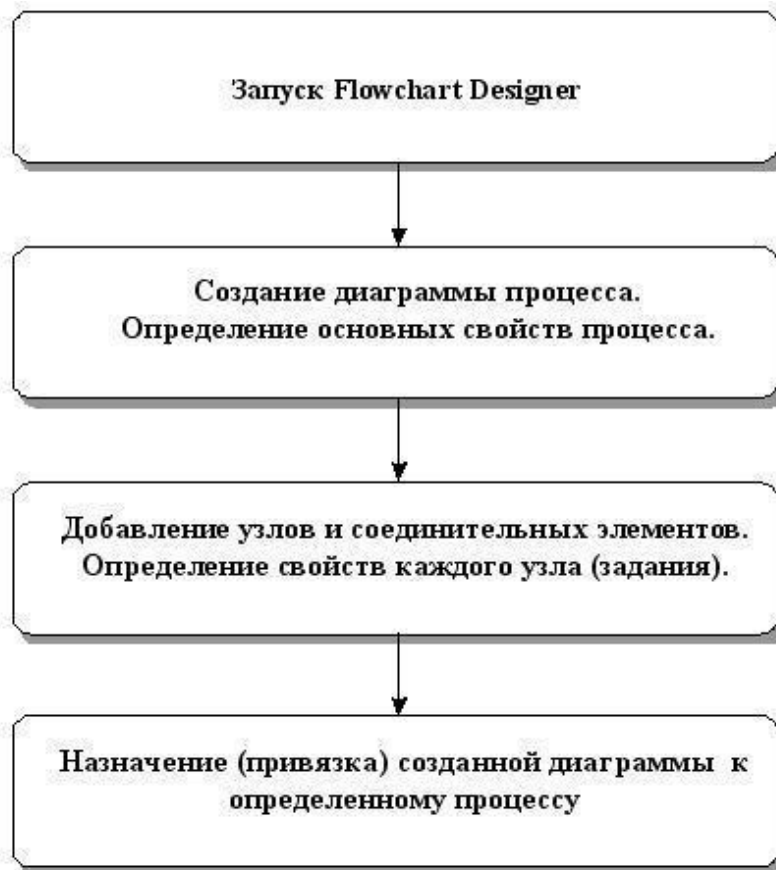 Запуск Flowchart Designer
Создание диаграммы процесса.
Определение основных свойств процесса.
Добавление узлов и соединительных элементов.
Определение свойств каждого узла (задания).
Назначение (привязка) созданной диаграммы к
определенному процессу